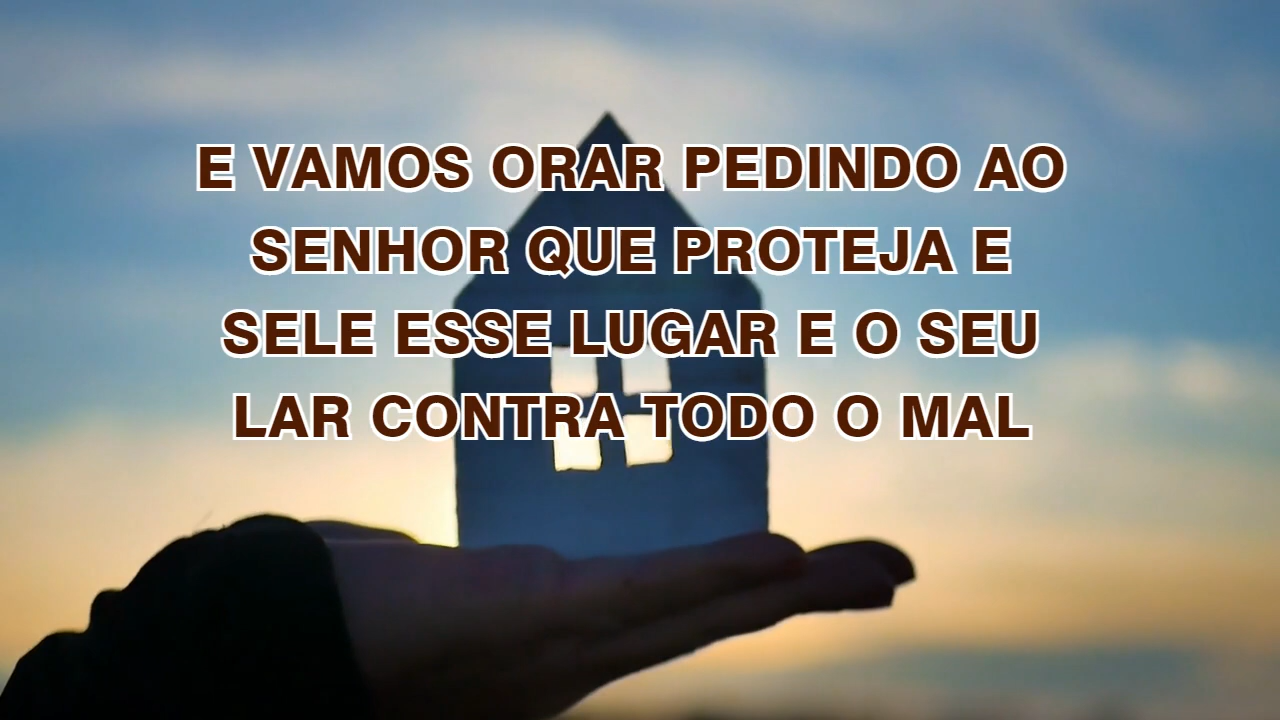 E VAMOS ORAR PEDINDO AO
SENHOR QUE PROTEJA E
SELE ESSE LUGAR E O SEU
LAR CONTRA TODO O MAL